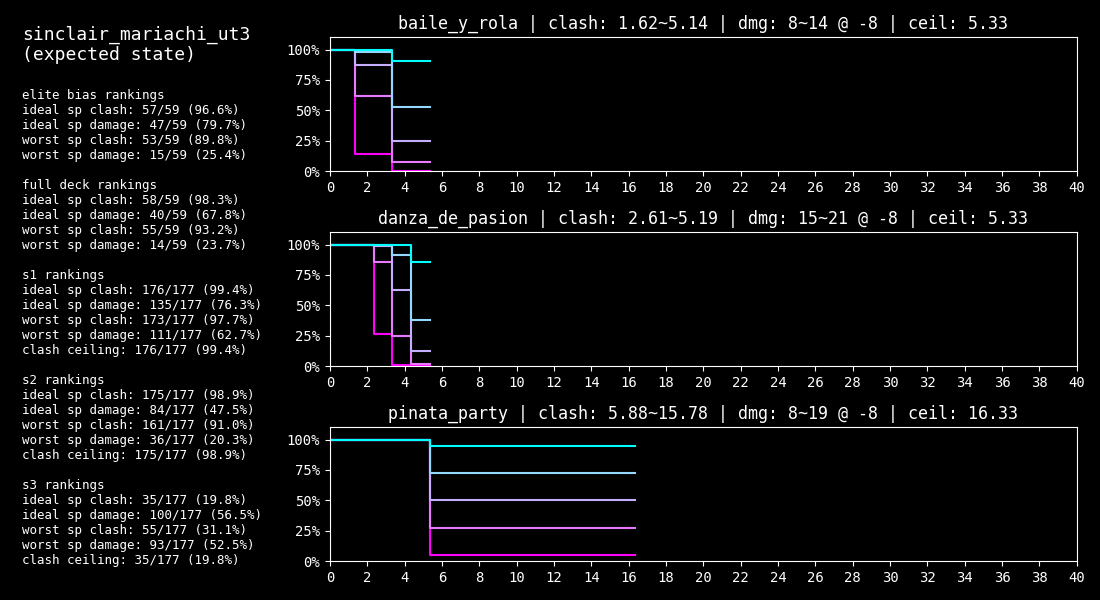 sinclair_mariachi_ut3
(expected state)
elite bias rankings
ideal sp clash: 57/59 (96.6%)
ideal sp damage: 47/59 (79.7%)
worst sp clash: 53/59 (89.8%)
worst sp damage: 15/59 (25.4%)
full deck rankings
ideal sp clash: 58/59 (98.3%)
ideal sp damage: 40/59 (67.8%)
worst sp clash: 55/59 (93.2%)
worst sp damage: 14/59 (23.7%)
s1 rankings
ideal sp clash: 176/177 (99.4%)
ideal sp damage: 135/177 (76.3%)
worst sp clash: 173/177 (97.7%)
worst sp damage: 111/177 (62.7%)
clash ceiling: 176/177 (99.4%)
s2 rankings
ideal sp clash: 175/177 (98.9%)
ideal sp damage: 84/177 (47.5%)
worst sp clash: 161/177 (91.0%)
worst sp damage: 36/177 (20.3%)
clash ceiling: 175/177 (98.9%)
s3 rankings
ideal sp clash: 35/177 (19.8%)
ideal sp damage: 100/177 (56.5%)
worst sp clash: 55/177 (31.1%)
worst sp damage: 93/177 (52.5%)
clash ceiling: 35/177 (19.8%)
baile_y_rola | clash: 1.62~5.14 | dmg: 8~14 @ -8 | ceil: 5.33
100%
75%
50%
25%
0%
0 2 4 6 8 10 12 14 16 18 20 22 24 26 28 30 32 34 36 38 40
danza_de_pasion | clash: 2.61~5.19 | dmg: 15~21 @ -8 | ceil: 5.33
100%
75%
50%
25%
0%
0 2 4 6 8 10 12 14 16 18 20 22 24 26 28 30 32 34 36 38 40
pinata_party | clash: 5.88~15.78 | dmg: 8~19 @ -8 | ceil: 16.33
100%
75%
50%
25%
0%
0 2 4 6 8 10 12 14 16 18 20 22 24 26 28 30 32 34 36 38 40